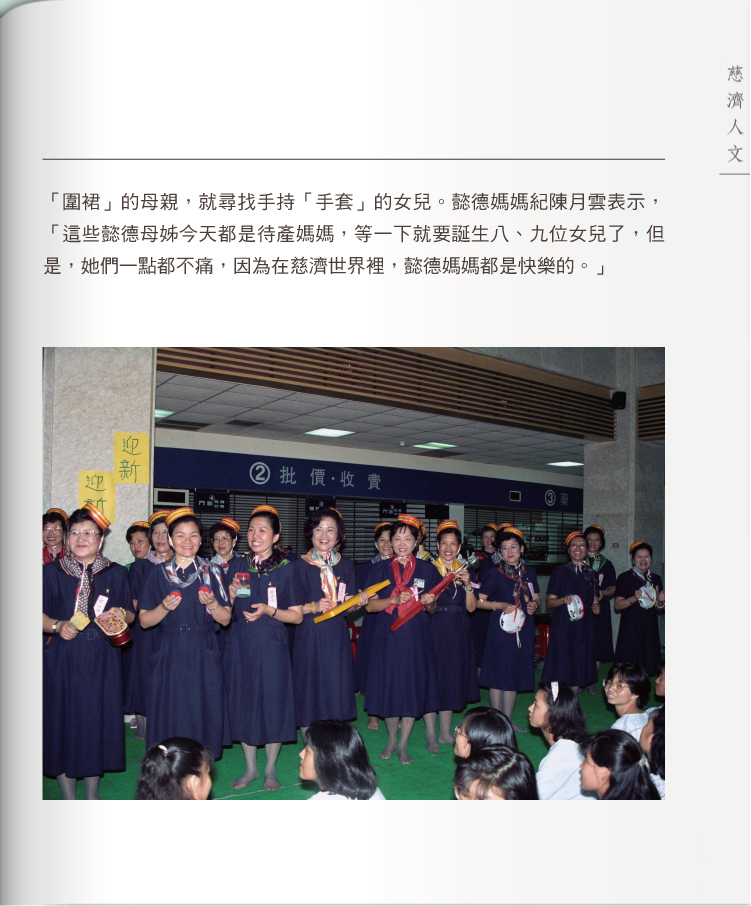 慈濟人文
「圍裙」的母親，就尋找手持「手套」的女兒。懿德媽媽紀陳月雲表示，
「這些懿德母姊今天都是待產媽媽，等一下就要誕生八、九位女兒了，但
是，她們一點都不痛，因為在慈濟世界裡，懿德媽媽都是快樂的。」
迎新
迎新
②批價·收費
③藥